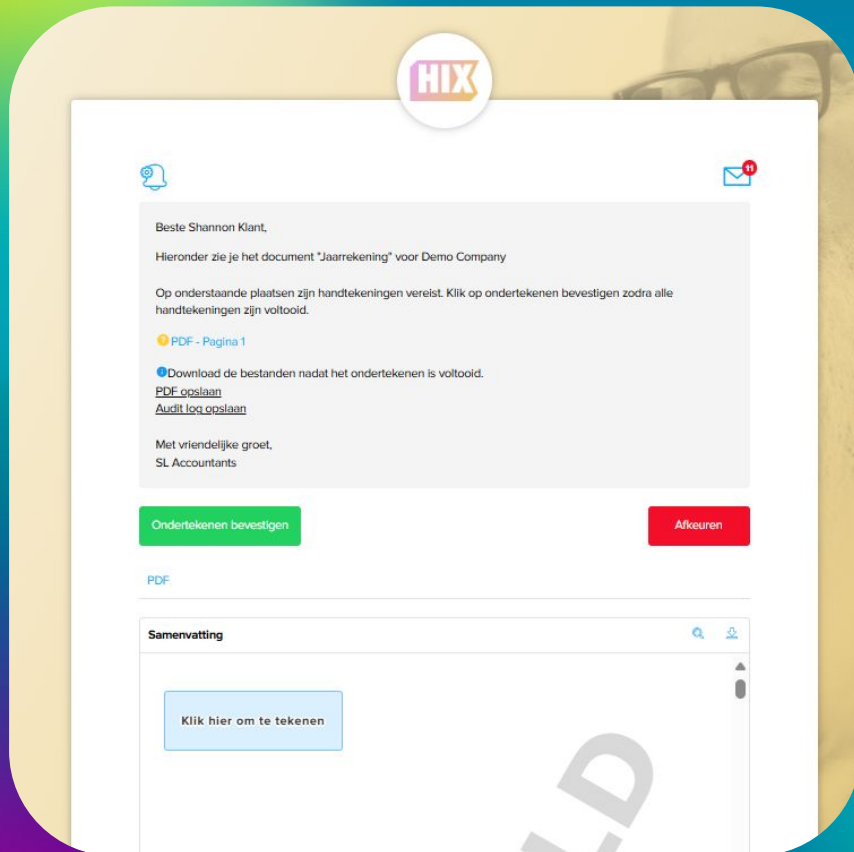 HIX
11
Beste Shannon Klant,
Hieronder zie je het document "Jaarrekening" voor Demo Company
Op onderstaande plaatsen zijn handtekeningen vereist. Klik op ondertekenen bevestigen zodra alle
handtekeningen zijn voltooid.
? PDF - Pagina 1
Download de bestanden nadat het ondertekenen is voltooid.
PDF opslaan
Audit log opslaan
Met vriendelijke groet,
SL Accountants
Ondertekenen bevestigen
Afkeuren
PDF
Samenvatting
Klik hier om te tekenen
LD